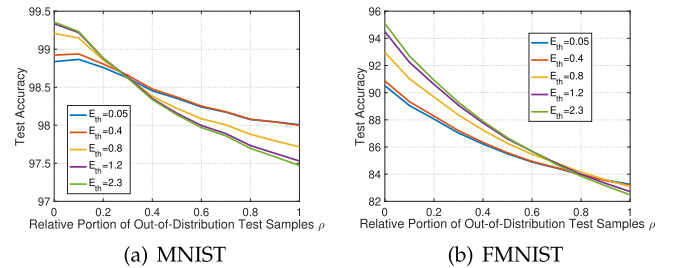 99.5
99
98.5
98
97.5
97
Test Accuracy
E_th=0.05
E_th=0.4
E_th=0.8
E_th=1.2
E_th=2.3
0 0.2 0.4 0.6 0.8 1
Relative Portion of Out-of-Distribution Test Samples ρ
(a) MNIST
96
94
92
90
88
86
84
82
Test Accuracy
E_th=0.05
E_th=0.4
E_th=0.8
E_th=1.2
E_th=2.3
0 0.2 0.4 0.6 0.8 1
Relative Portion of Out-of-Distribution Test Samples ρ
(b) FMNIST